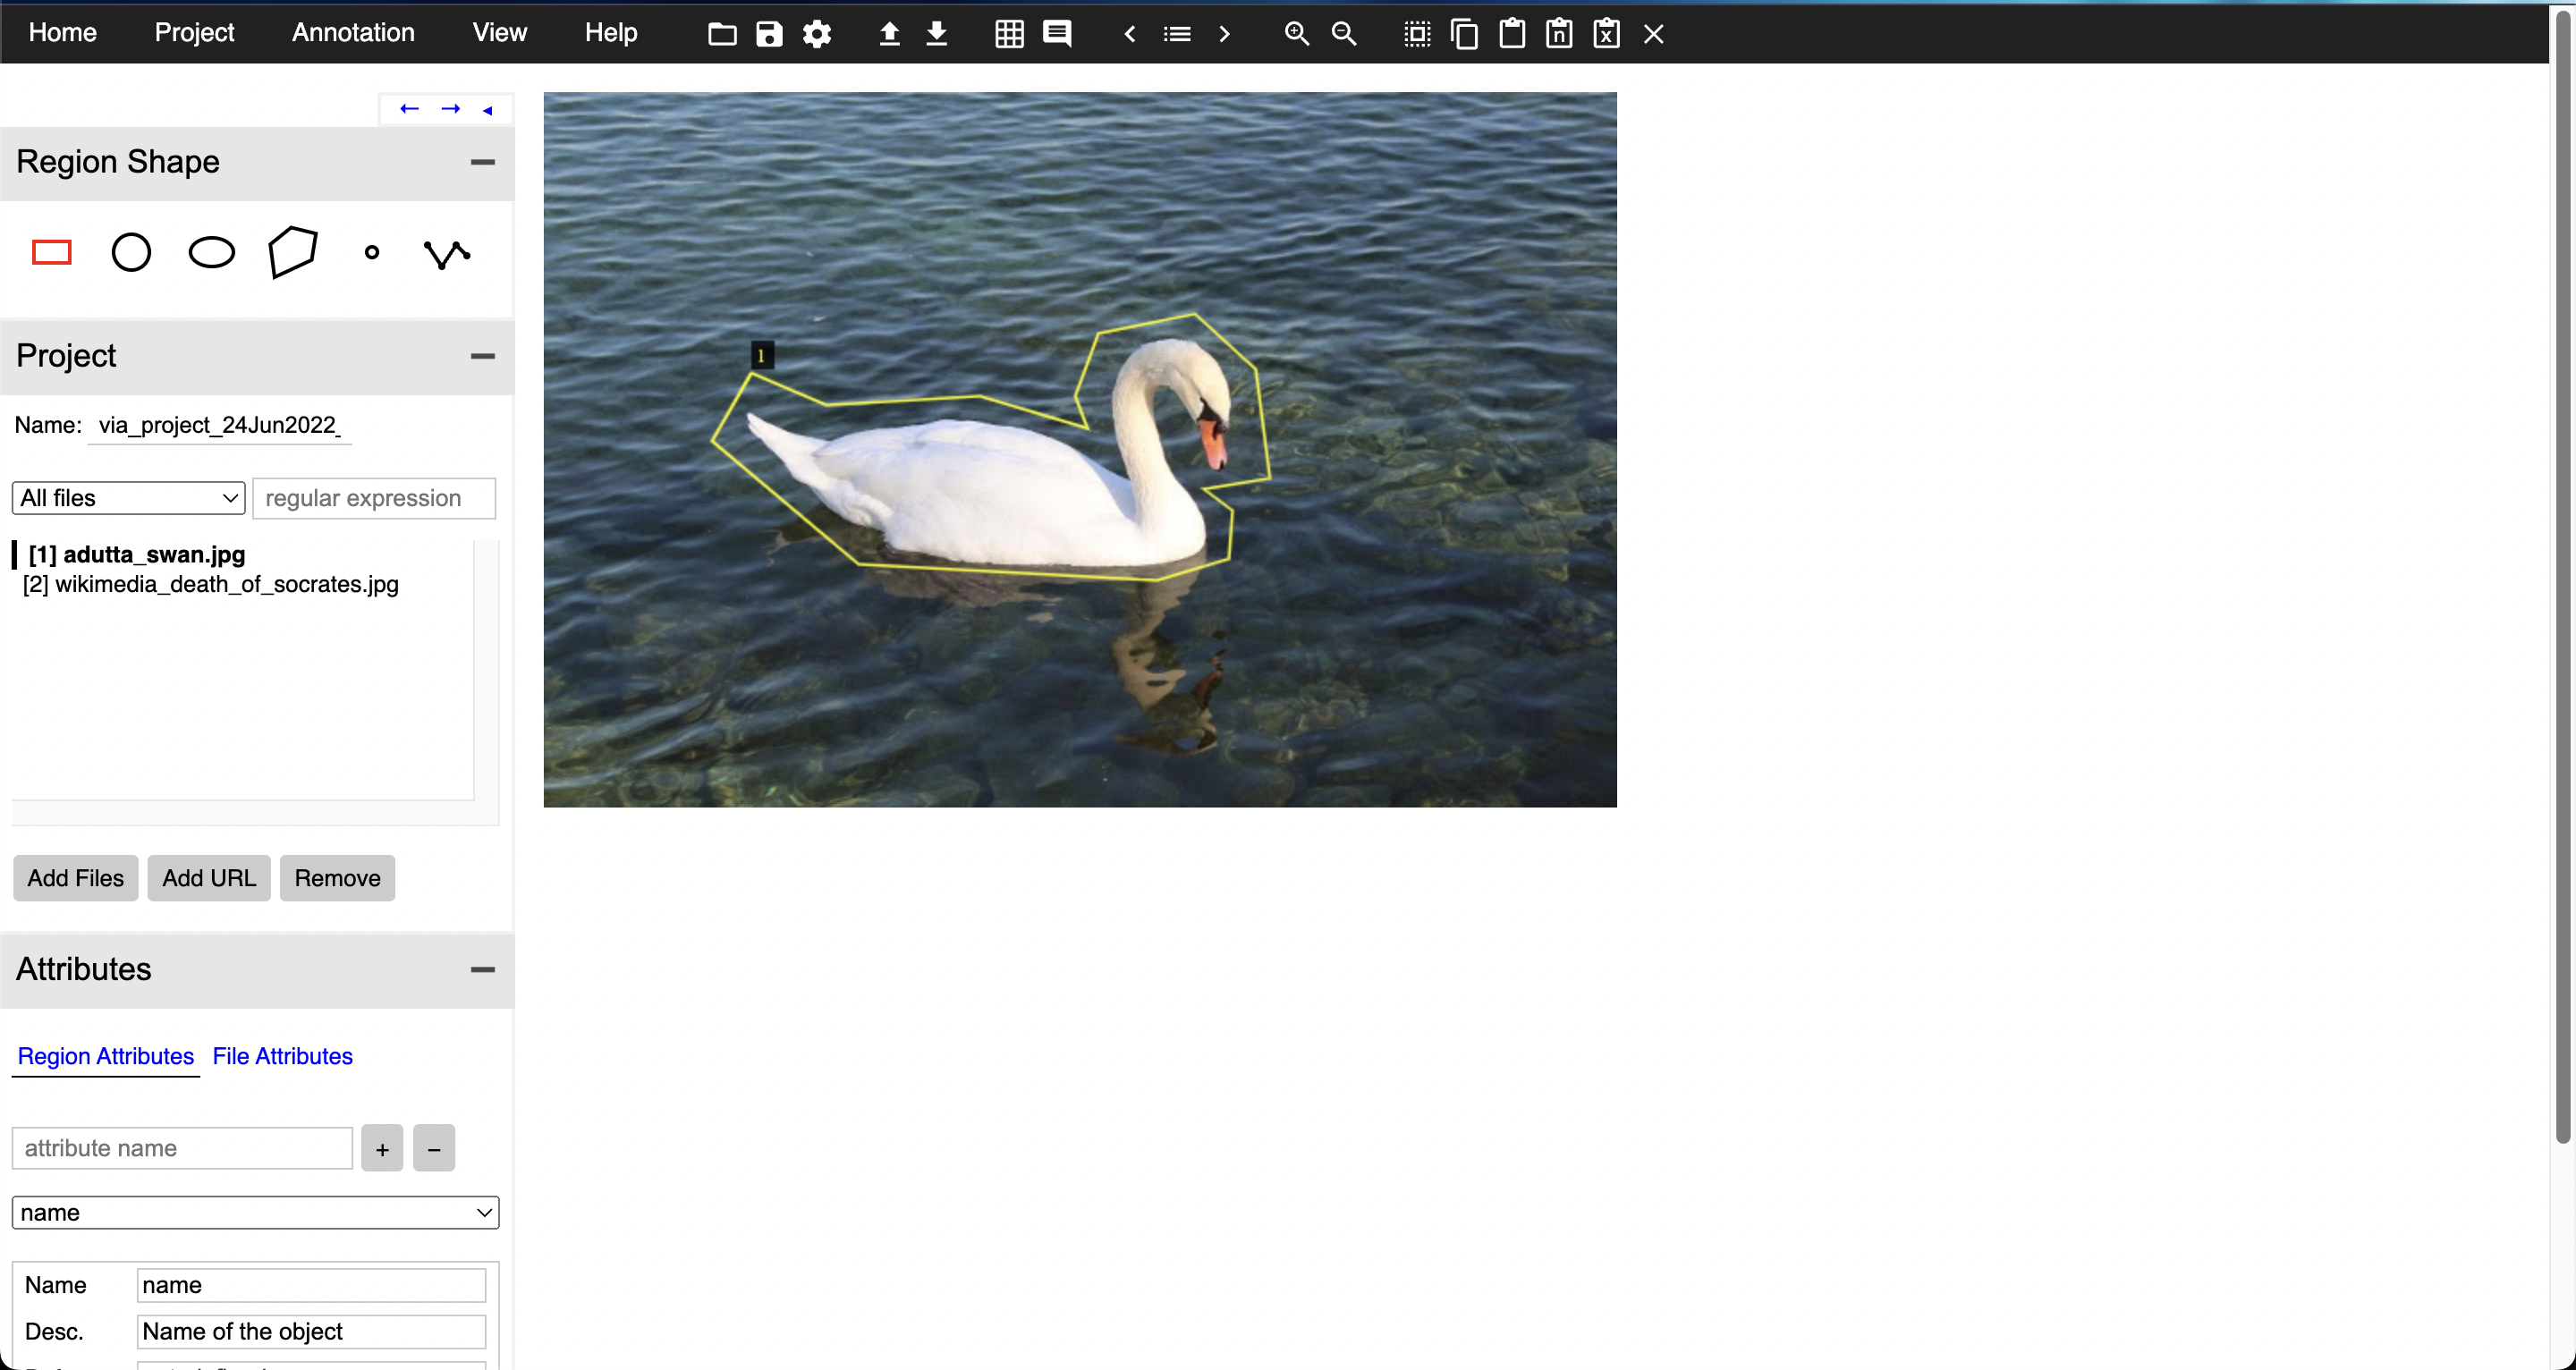 Home Project Annotation View Help
Region Shape
Project
Name: via_project_24Jun2022_
All files regular expression
[1] adutta_swan.jpg
[2] wikimedia_death_of_socrates.jpg
Add Files Add URL Remove
Attributes
Region Attributes File Attributes
attribute name + −
name
Name name
Desc. Name of the object
1